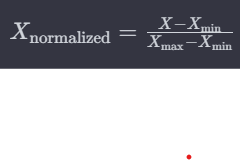 X_normalized = (X − X_min) / (X_max − X_min)